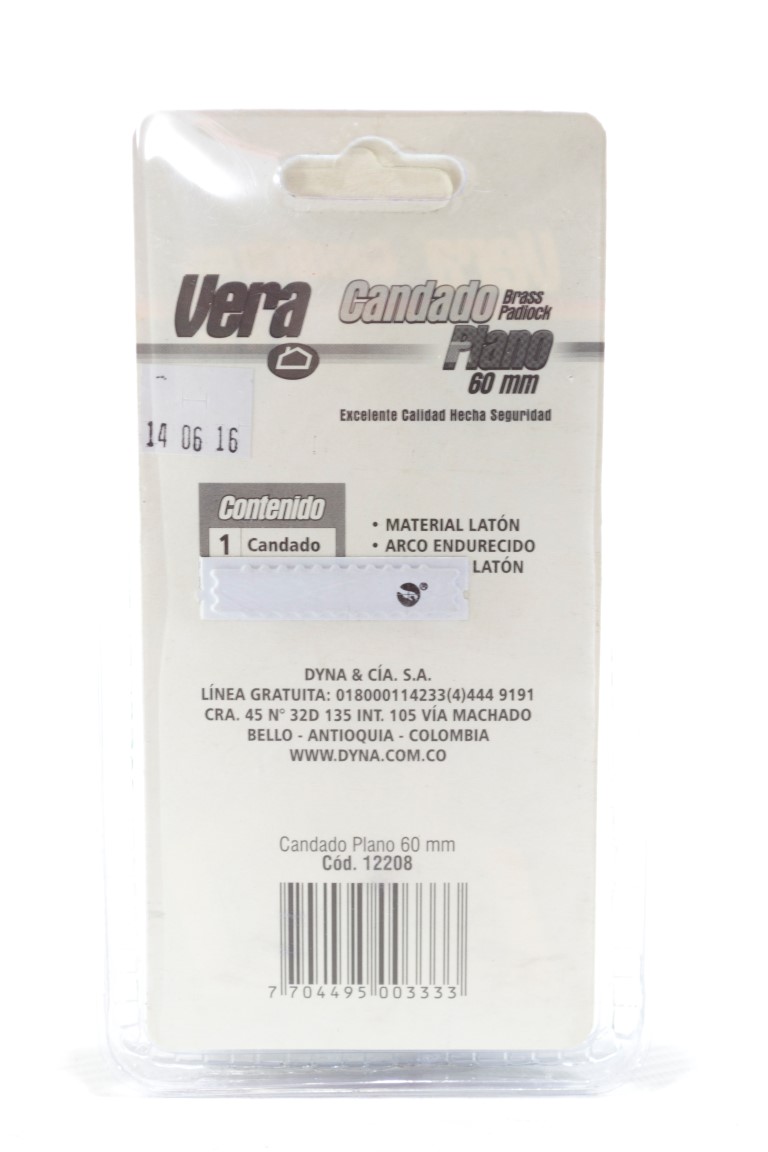 Vera
Candado Brass Padlock
Plano
60 mm
Excelente Calidad Hecha Seguridad
14 06 16
Contenido
1 Candado
• MATERIAL LATÓN
• ARCO ENDURECIDO
LATÓN
®
DYNA & CÍA. S.A.
LÍNEA GRATUITA: 018000114233(4)444 9191
CRA. 45 N° 32D 135 INT. 105 VÍA MACHADO
BELLO - ANTIOQUIA - COLOMBIA
WWW.DYNA.COM.CO
Candado Plano 60 mm
Cód. 12208
7 704495 003333